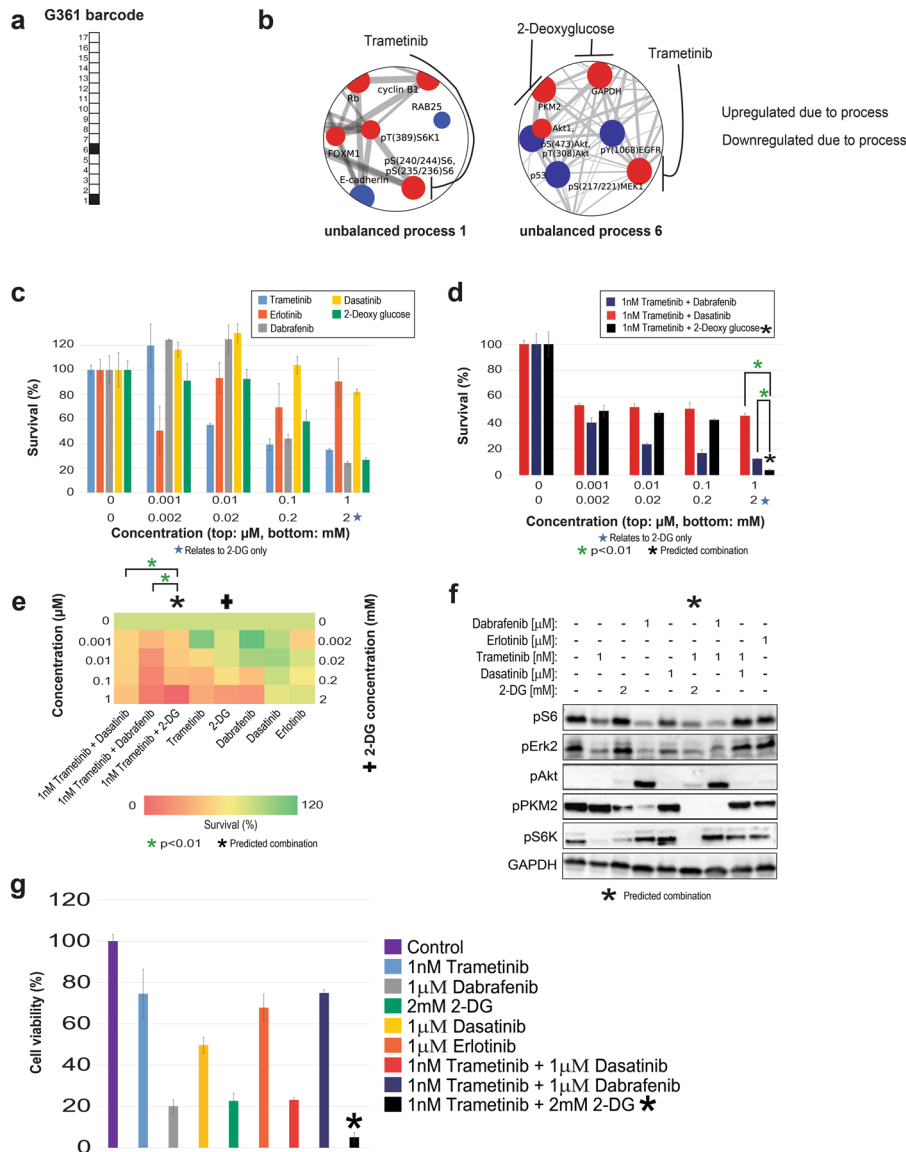 a
G361 barcode
17
16
15
14
13
12
11
10
9
8
7
6
5
4
3
2
1
b
Trametinib
Rb
cyclin B1
RAB25
pT(389)S6K1
FOXM1
pS(240/244)S6,
pS(235/236)S6
E-cadherin
unbalanced process 1
2-Deoxyglucose
Trametinib
GAPDH
PKM2
Akt1,
pS(473)Akt,
pT(308)Akt
pY(1068)EGFR
p53
pS(217/221)MEK1
unbalanced process 6
Upregulated due to process
Downregulated due to process
c
Trametinib
Erlotinib
Dabrafenib
Dasatinib
2-Deoxy glucose
Survival (%)
120
100
80
60
40
20
0
0 0.001 0.01 0.1 1
0 0.002 0.02 0.2 2 ★
Concentration (top: µM, bottom: mM)
★ Relates to 2-DG only
d
1nM Trametinib + Dabrafenib
1nM Trametinib + Dasatinib
1nM Trametinib + 2-Deoxy glucose *
Survival (%)
100
80
60
40
20
0
*
*
*
0 0.001 0.01 0.1 1
0 0.002 0.02 0.2 2 ★
Concentration (top: µM, bottom: mM)
★ Relates to 2-DG only
* p<0.01 * Predicted combination
e
*
*
* +
Concentration (µM)
0
0.001
0.01
0.1
1
0
0.002
0.02
0.2
2
+ 2-DG concentration (mM)
1nM Trametinib + Dasatinib
1nM Trametinib + Dabrafenib
1nM Trametinib + 2-DG
Trametinib
2-DG
Dabrafenib
Dasatinib
Erlotinib
0 120
Survival (%)
* p<0.01 * Predicted combination
f
*
Dabrafenib [µM]: - - - 1 - - 1 - -
Erlotinib [µM]: - - - - - - - - 1
Trametinib [nM]: - 1 - - - 1 1 1 -
Dasatinib [µM]: - - - - 1 - - 1 -
2-DG [mM]: - - 2 - - 2 - - -
pS6
pErk2
pAkt
pPKM2
pS6K
GAPDH
* Predicted combination
g
Cell viability (%)
120
100
80
60
40
20
0
*
Control
1nM Trametinib
1µM Dabrafenib
2mM 2-DG
1µM Dasatinib
1µM Erlotinib
1nM Trametinib + 1µM Dasatinib
1nM Trametinib + 1µM Dabrafenib
1nM Trametinib + 2mM 2-DG *